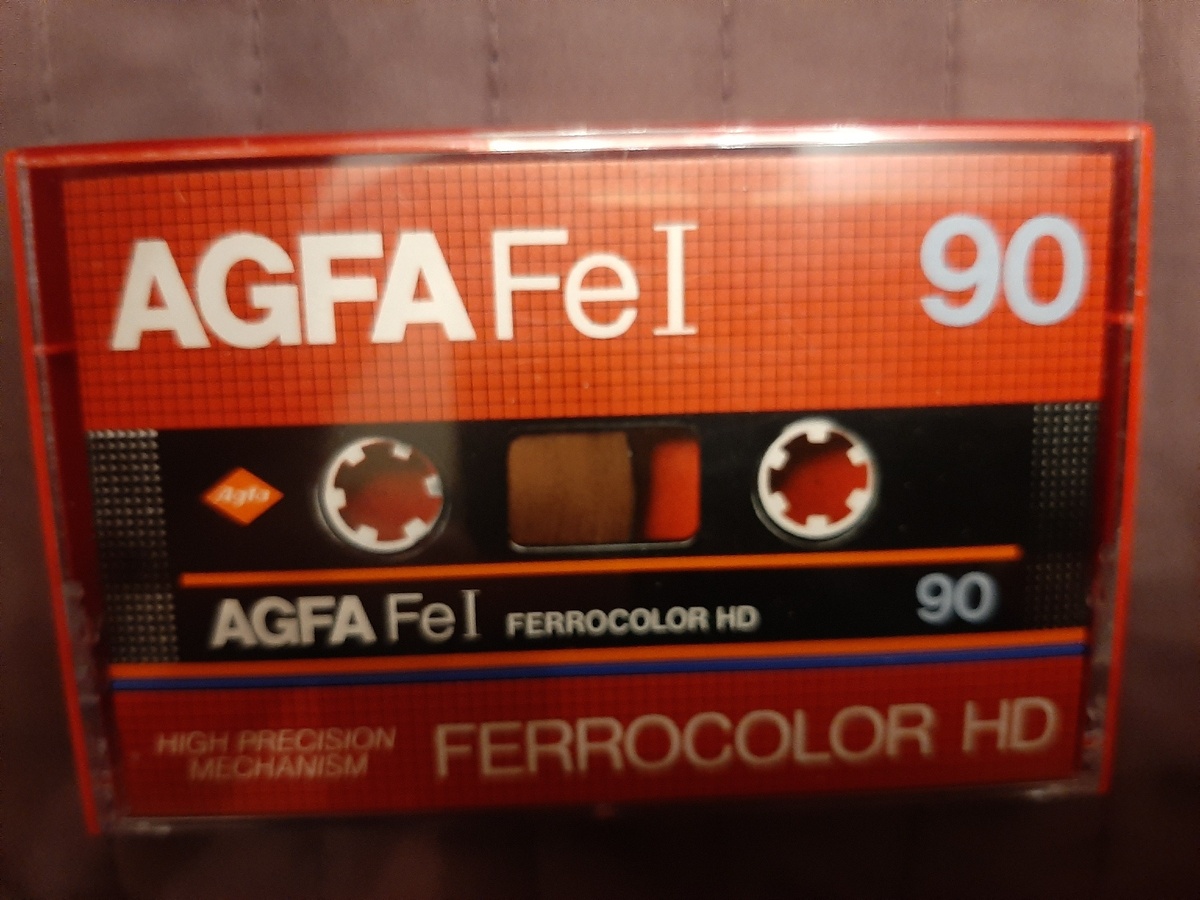 AGFA Fe I 90
Agfa
AGFA Fe I FERROCOLOR HD 90
HIGH PRECISION
MECHANISM
FERROCOLOR HD